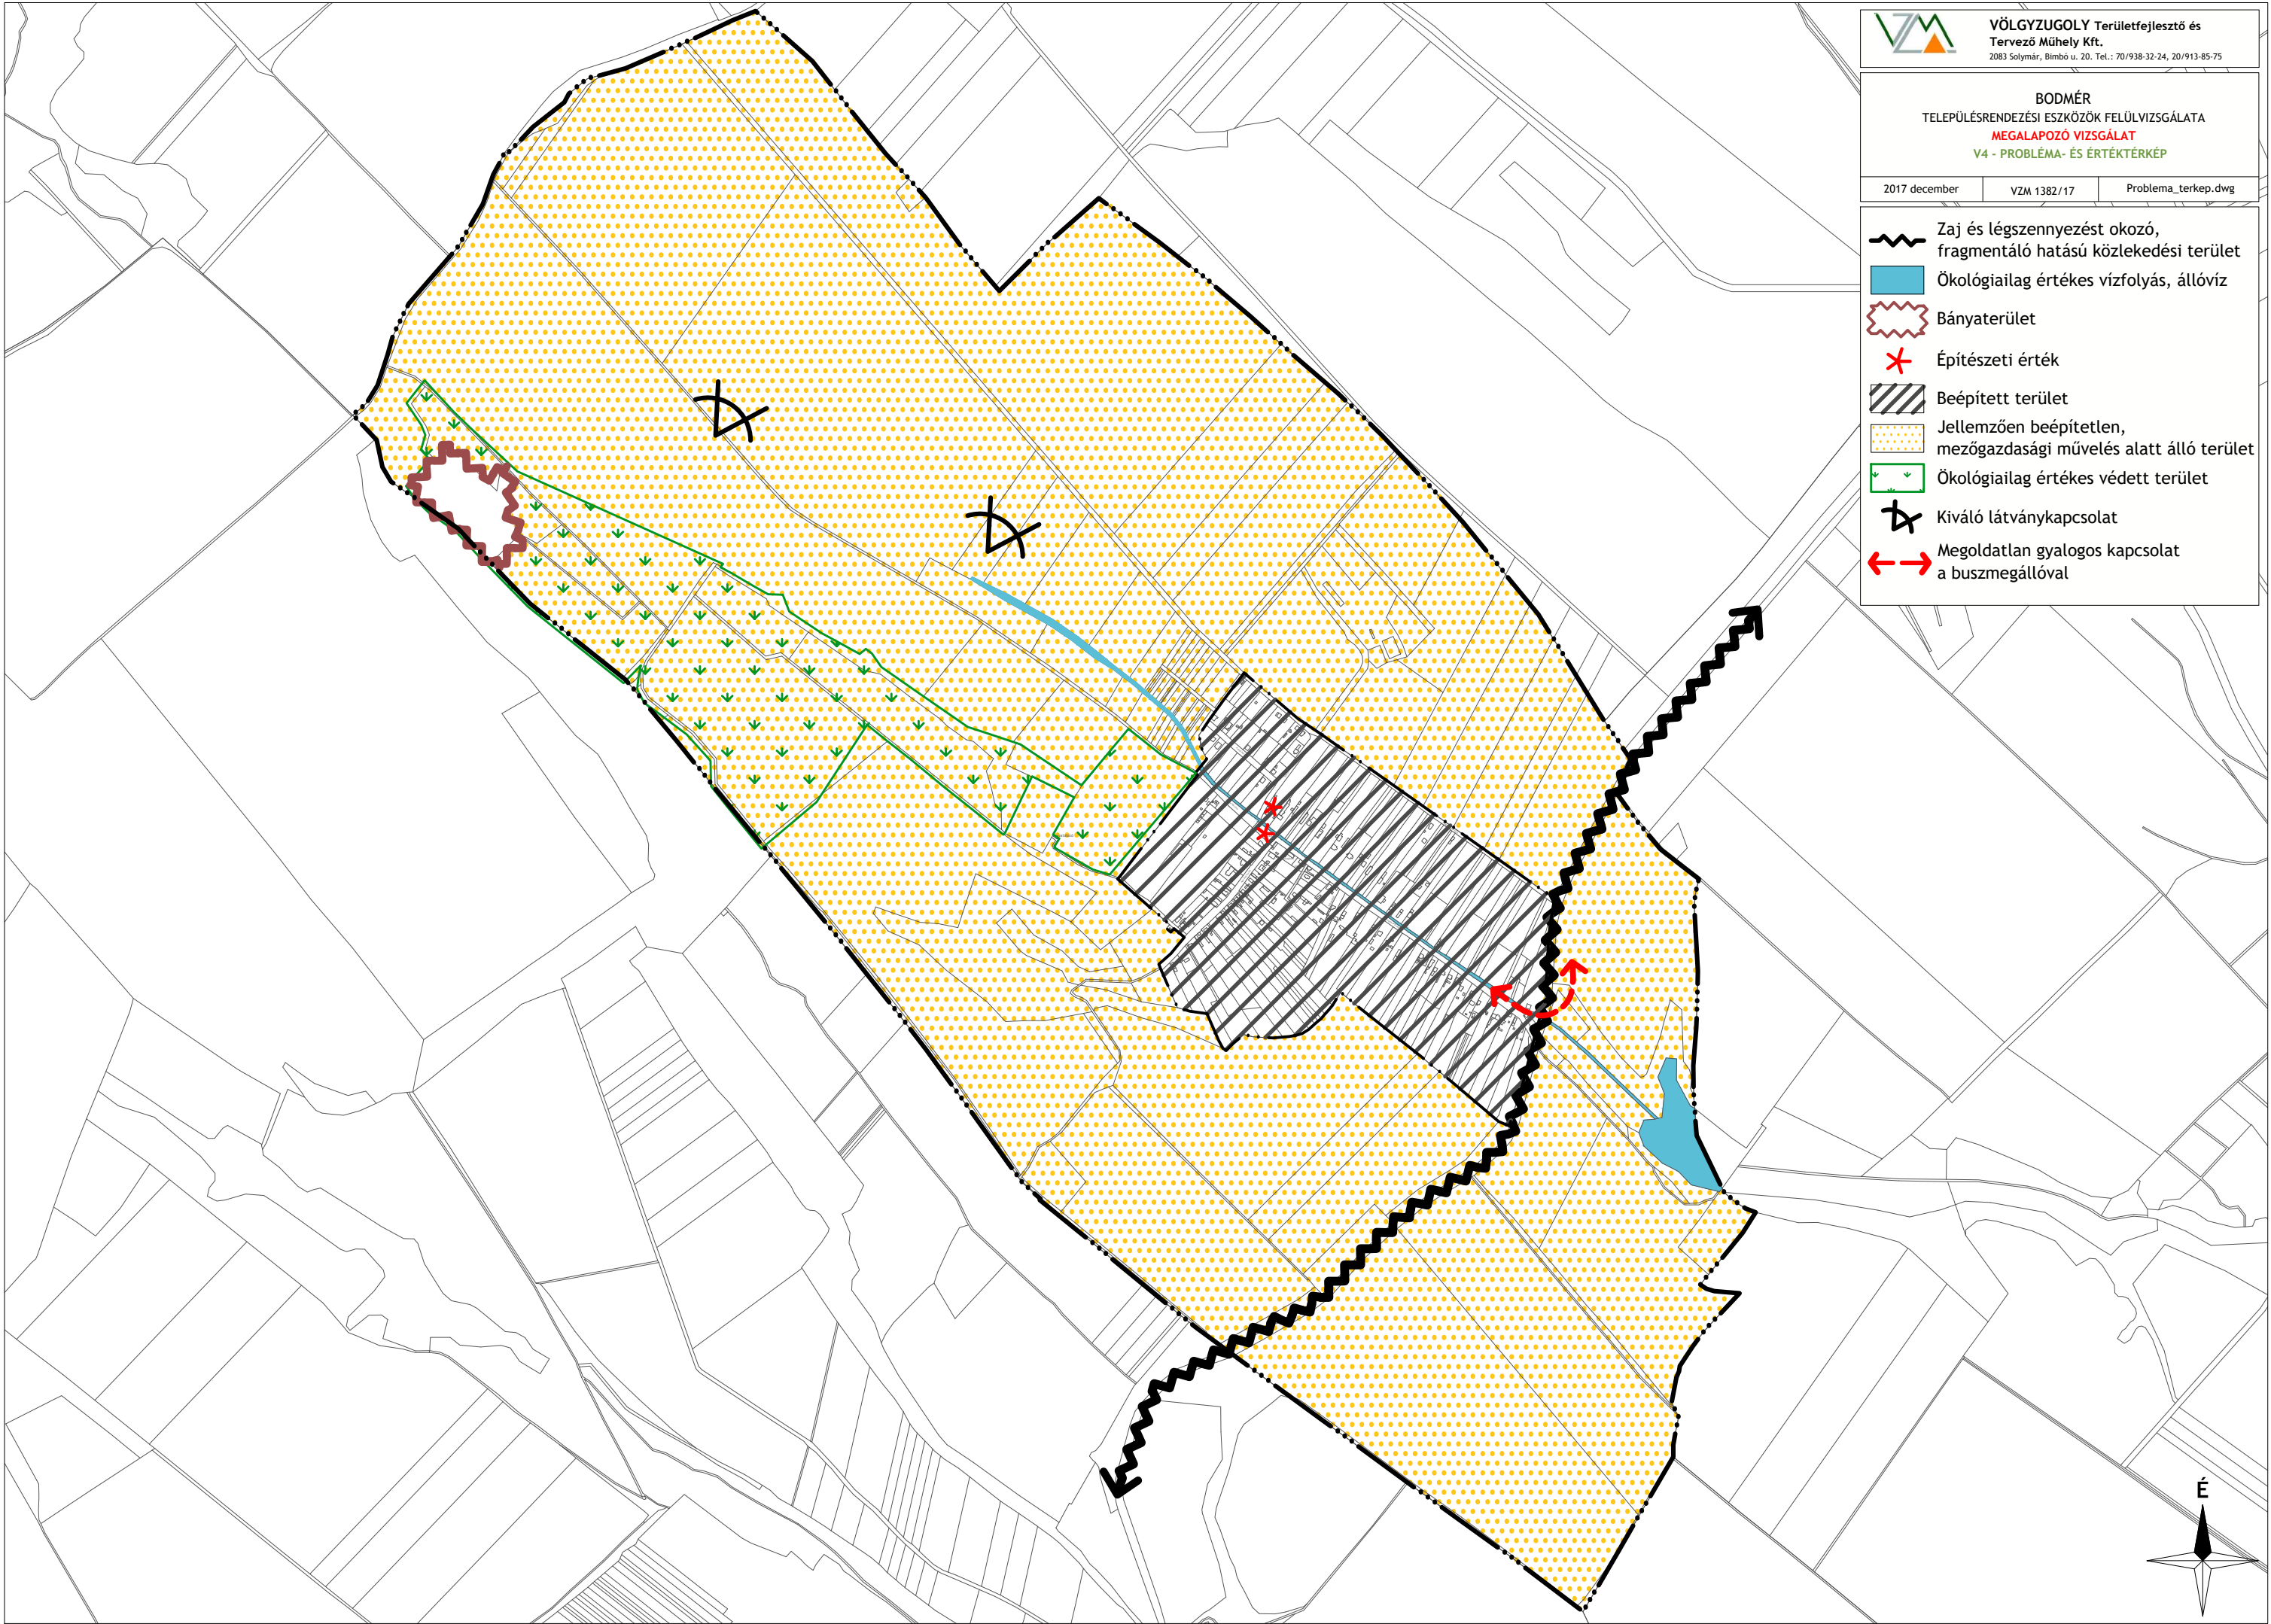 VÖLGYZUGOLY Területfejlesztő és
Tervező Műhely Kft.
2083 Solymár, Bimbó u. 20. Tel.: 70/938-32-24, 20/913-85-75
BODMÉR
TELEPÜLÉSRENDEZÉSI ESZKÖZÖK FELÜLVIZSGÁLATA
MEGALAPOZÓ VIZSGÁLAT
V4 - PROBLÉMA- ÉS ÉRTÉKTÉRKÉP
2017 december VZM 1382/17 Problema_terkep.dwg
Zaj és légszennyezést okozó,
fragmentáló hatású közlekedési terület
Ökológiailag értékes vízfolyás, állóvíz
Bányaterület
Építészeti érték
Beépített terület
Jellemzően beépítetlen,
mezőgazdasági művelés alatt álló terület
Ökológiailag értékes védett terület
Kiváló látványkapcsolat
Megoldatlan gyalogos kapcsolat
a buszmegállóval
É